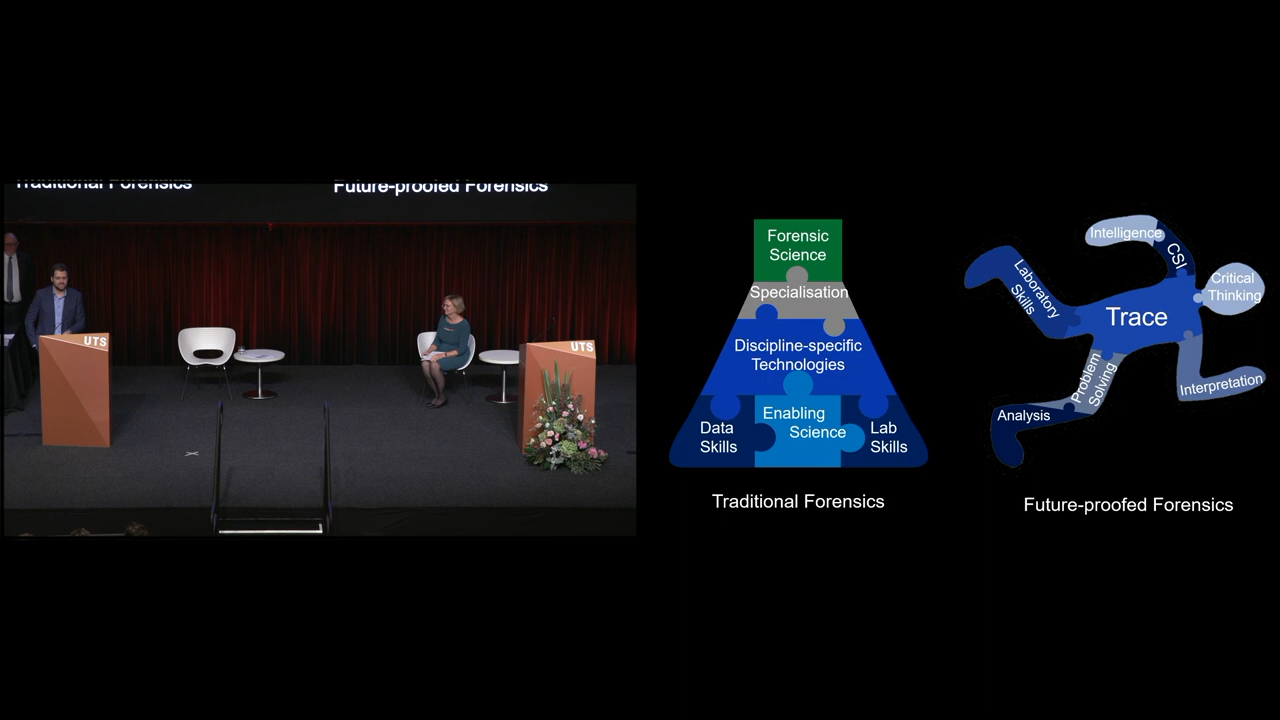 Traditional Forensics
Future-proofed Forensics
UTS
UTS
Forensic
Science
Specialisation
Discipline-specific
Technologies
Enabling
Science
Data
Skills
Lab
Skills
Traditional Forensics
Intelligence
CSI
Critical
Thinking
Laboratory
Skills
Trace
Problem
Solving
Interpretation
Analysis
Future-proofed Forensics